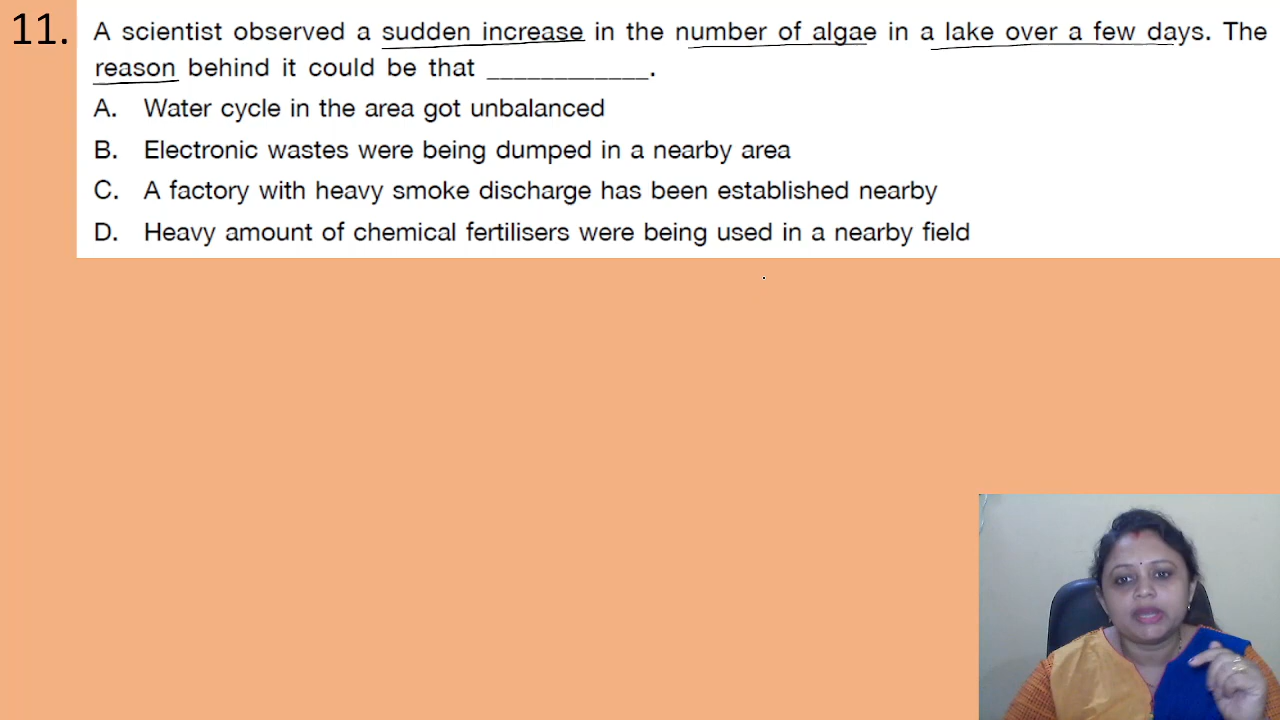 11. A scientist observed a sudden increase in the number of algae in a lake over a few days. The
reason behind it could be that ____________.
A. Water cycle in the area got unbalanced
B. Electronic wastes were being dumped in a nearby area
C. A factory with heavy smoke discharge has been established nearby
D. Heavy amount of chemical fertilisers were being used in a nearby field